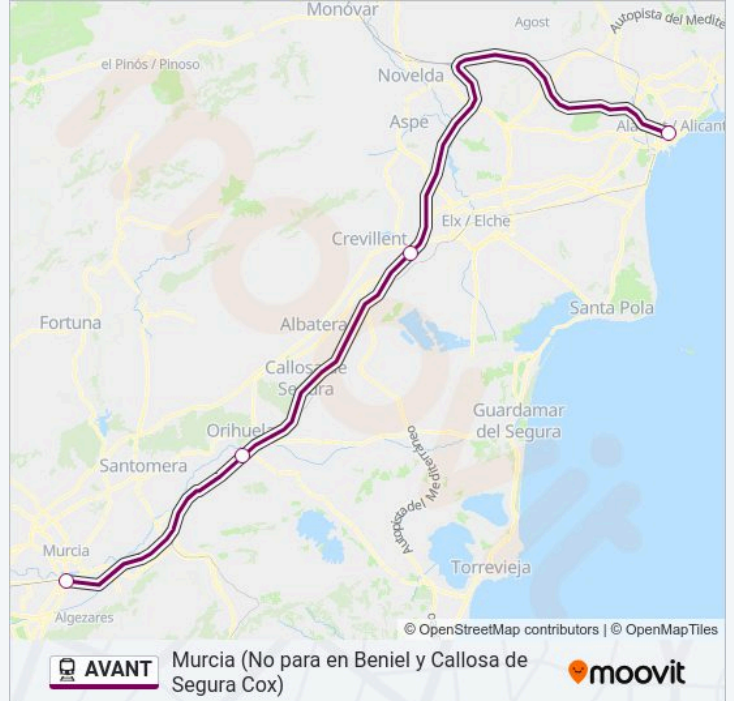 Monóvar
Agost
Autopista del Medite
el Pinós / Pinoso
Novelda
Aspe
Ala / Alicant
Elx / Elche
Crevillent
Santa Pola
Fortuna
Albatera
Callosa de
Segura
Guardamar
del Segura
Orihuela
Santomera
Autopista del Mediterráneo
Murcia
Torrevieja
Algezares
© OpenStreetMap contributors | © OpenMapTiles
AVANT
Murcia (No para en Beniel y Callosa de
Segura Cox)
moovit